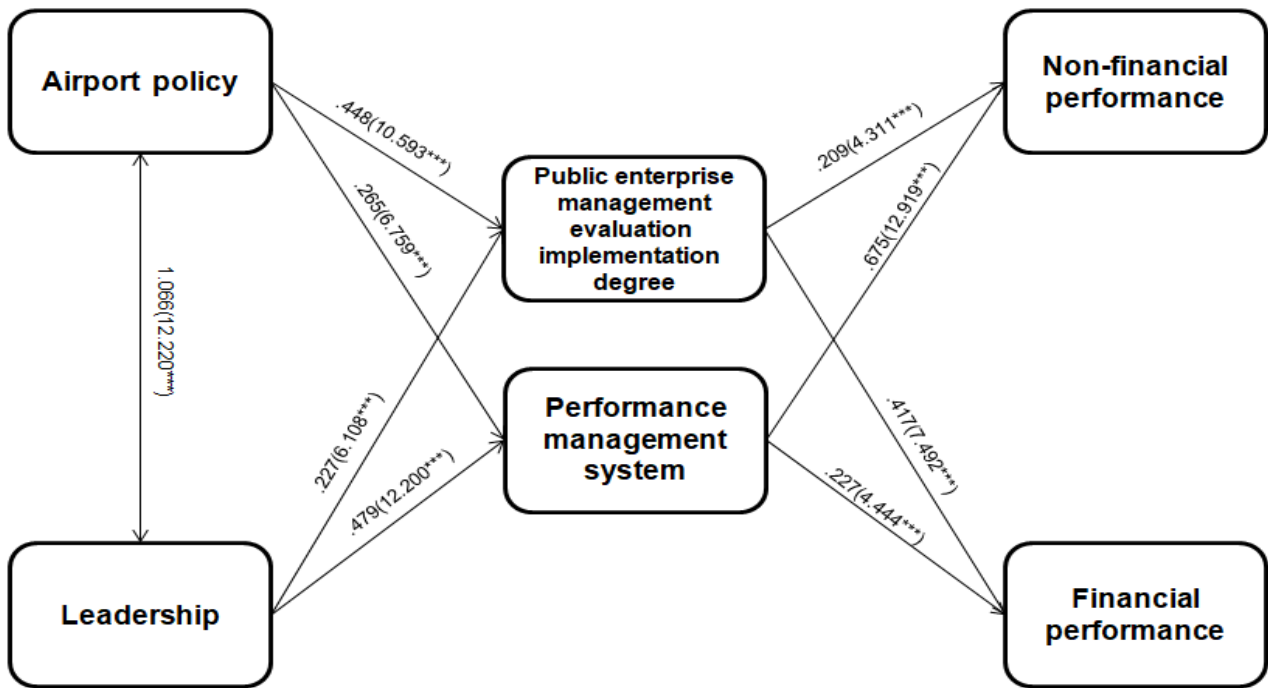 Airport policy
Leadership
1.066(12.220***)
.448(10.593***)
.265(6.759***)
.227(6.108***)
.479(12.200***)
Public enterprise
management
evaluation
implementation
degree
Performance
management
system
.209(4.311***)
.675(12.919***)
.417(7.492***)
.227(4.444***)
Non-financial
performance
Financial
performance